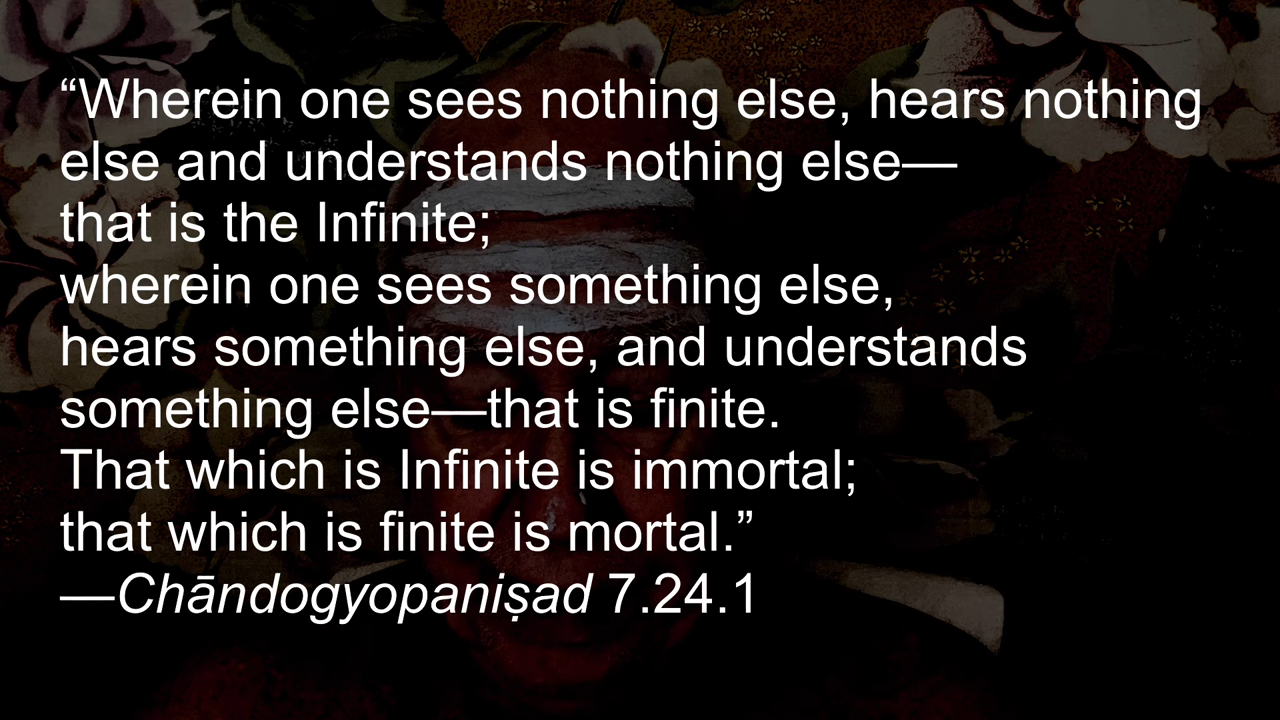 “Wherein one sees nothing else, hears nothing
else and understands nothing else—
that is the Infinite;
wherein one sees something else,
hears something else, and understands
something else—that is finite.
That which is Infinite is immortal;
that which is finite is mortal.”
—Chāndogyopaniṣad 7.24.1